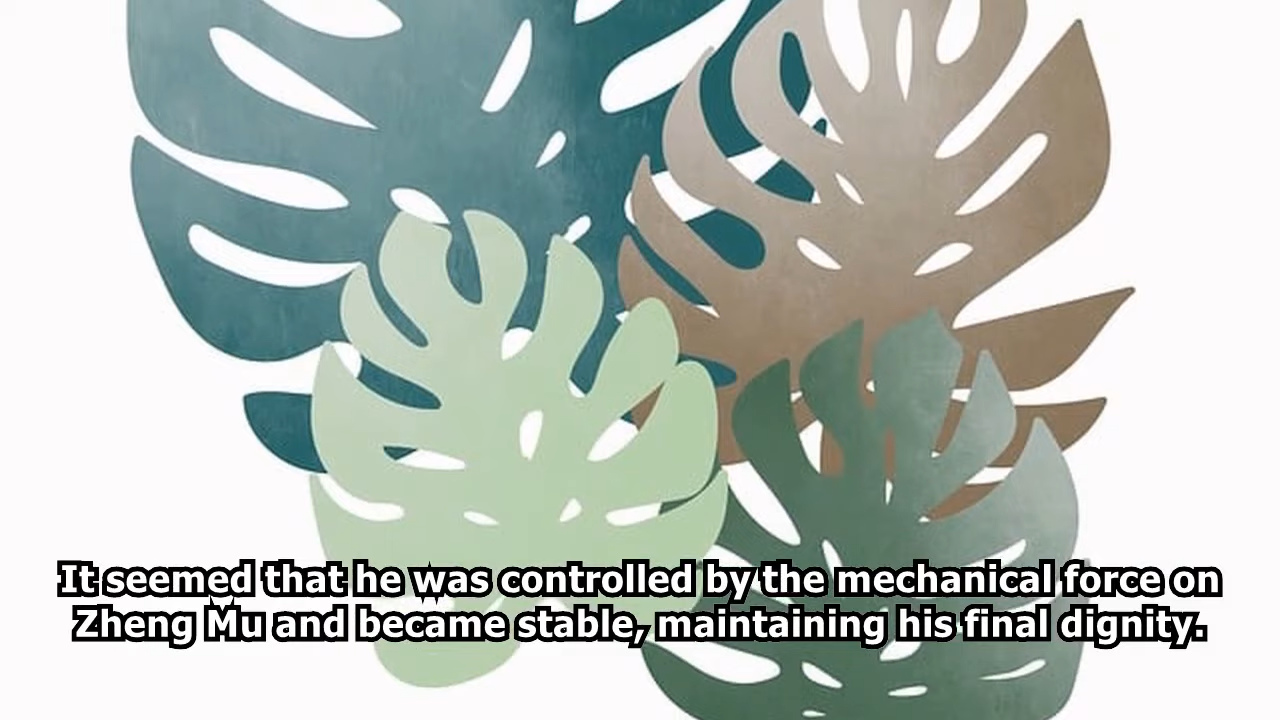 It seemed that he was controlled by the mechanical force on
Zheng Mu and became stable, maintaining his final dignity.